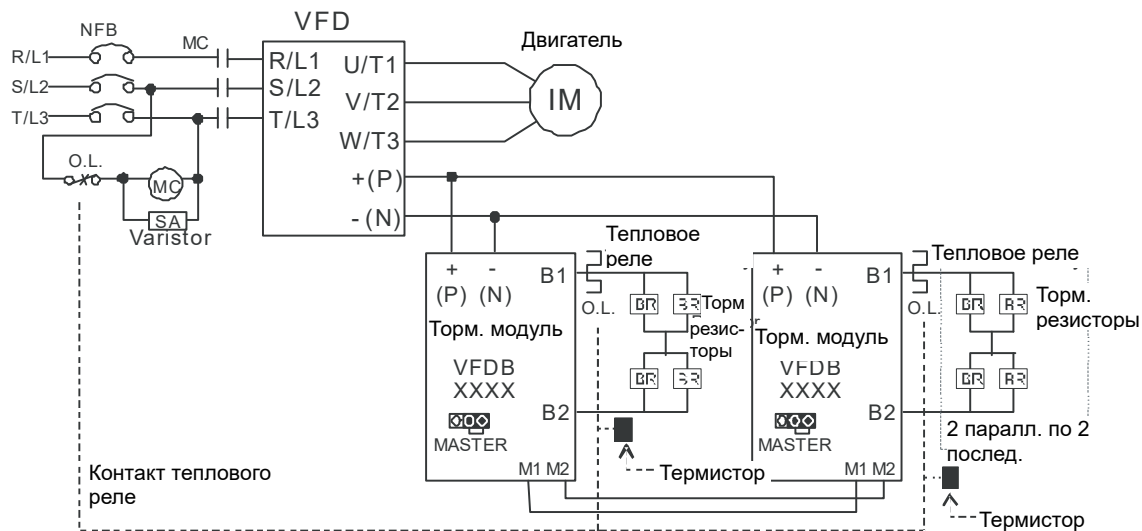 VFD
NFB
MC
Двигатель
R/L1
R/L1
U/T1
S/L2
S/L2
V/T2
IM
T/L3
T/L3
W/T3
O.L.
MC
+(P)
SA
- (N)
Varistor
Тепловое
реле
Тепловое реле
+ -
B1
(P) (N)
O.L.
BR
BR
Торм
резис-
торы
Торм. модуль
VFDB
XXXX
BR
BR
B2
MASTER
M1 M2
+ -
B1
(P) (N)
O.L.
BR
BR
Торм.
резисторы
Торм. модуль
VFDB
XXXX
BR
BR
B2
MASTER
2 паралл. по 2
послед.
M1 M2
Контакт теплового
реле
Термистор
Термистор